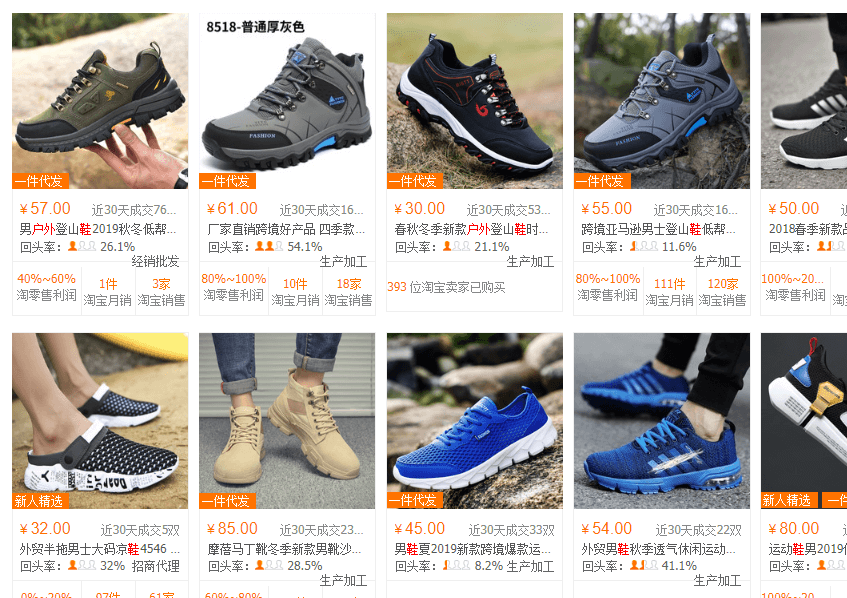 8518-普通厚灰色
FASHION
FASHION
一件代发
一件代发
一件代发
一件代发
¥57.00 近30天成交76...
¥61.00 近30天成交16...
¥30.00 近30天成交53...
¥55.00 近30天成交16...
¥50.00
男户外登山鞋2019秋冬低帮...
厂家直销跨境好产品 四季款...
春秋冬季新款户外登山鞋时...
跨境亚马逊男士登山鞋低帮...
2018春季新款品
回头率： 26.1%
回头率： 54.1%
回头率： 21.1%
回头率： 11.6%
回头率：
经销批发
生产加工
生产加工
生产加工
40%~60% 1件 3家
淘零售利润 淘宝月销 淘宝销售
80%~100% 10件 18家
淘零售利润 淘宝月销 淘宝销售
393 位淘宝卖家已购买
80%~100% 111件 120家
淘零售利润 淘宝月销 淘宝销售
100%~20...
淘零售利润
新人精选
一件代发
一件代发
新人精选 一件
¥32.00 近30天成交5双
¥85.00 近30天成交23...
¥45.00 近30天成交33双
¥54.00 近30天成交22双
¥80.00
外贸半拖男士大码凉鞋4546 ...
摩蓓马丁靴冬季新款男靴沙...
男鞋夏2019新款跨境爆款运...
外贸男鞋秋季透气休闲运动...
运动鞋男2019
回头率： 32% 招商代理
回头率： 28.5%
回头率： 8.2% 生产加工
回头率： 41.1%
回头率：
生产加工
生产加工
0%~20% 97件 61家
60%~80%
100%~20